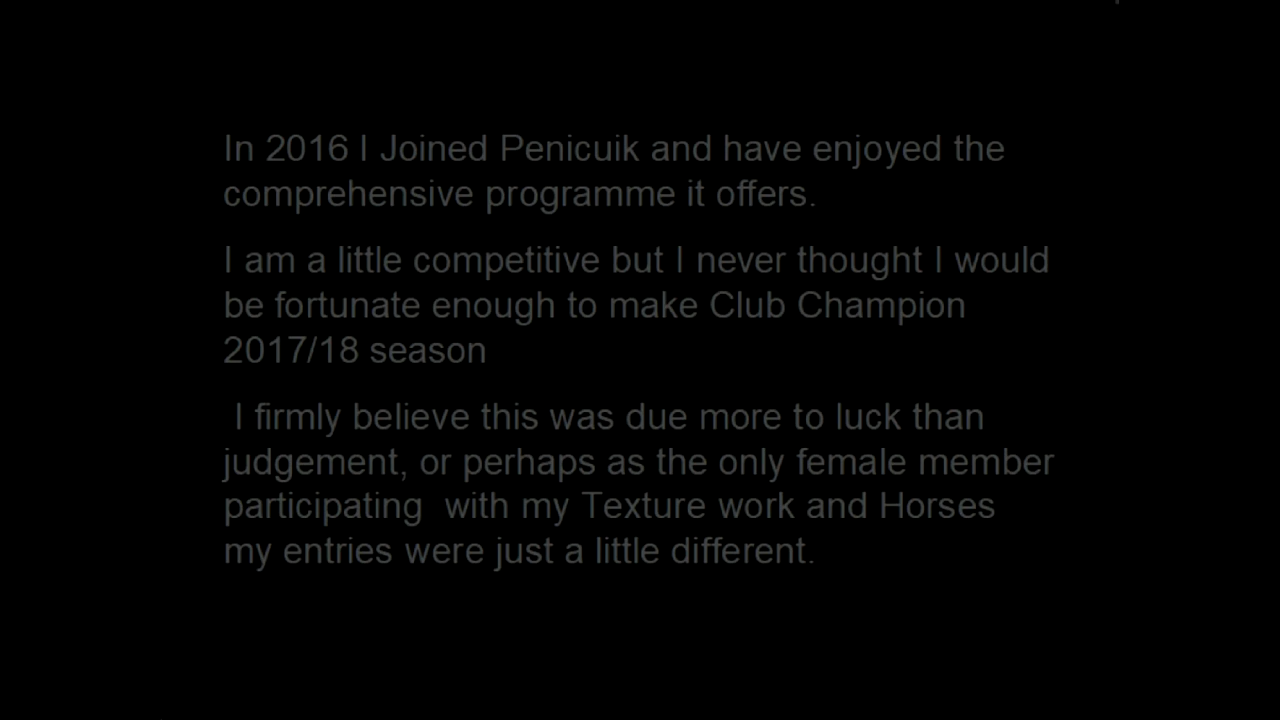 In 2016 I Joined Penicuik and have enjoyed the
comprehensive programme it offers.
I am a little competitive but I never thought I would
be fortunate enough to make Club Champion
2017/18 season
I firmly believe this was due more to luck than
judgement, or perhaps as the only female member
participating  with my Texture work and Horses
my entries were just a little different.